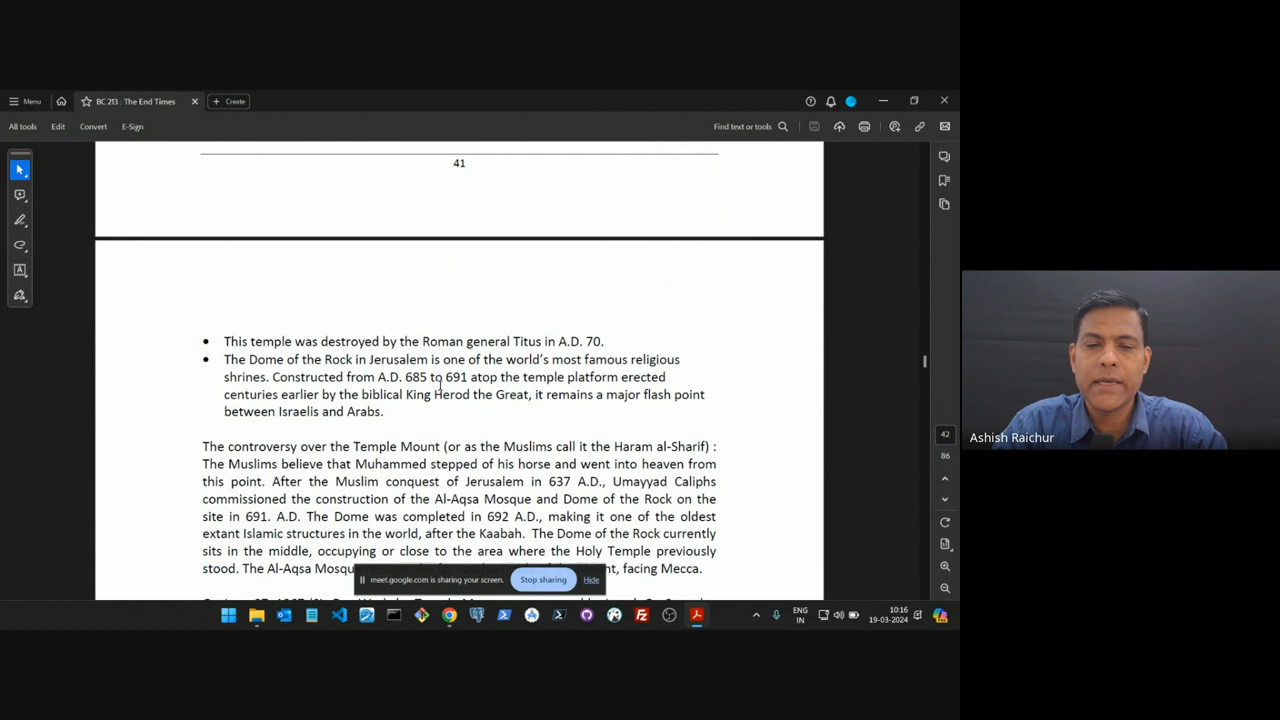 Menu
BC 213 : The End Times
Create
All tools
Edit
Convert
E-Sign
Find text or tools
41
• This temple was destroyed by the Roman general Titus in A.D. 70.
• The Dome of the Rock in Jerusalem is one of the world's most famous religious
shrines. Constructed from A.D. 685 to 691 atop the temple platform erected
centuries earlier by the biblical King Herod the Great, it remains a major flash point
between Israelis and Arabs.
The controversy over the Temple Mount (or as the Muslims call it the Haram al-Sharif) :
The Muslims believe that Muhammed stepped of his horse and went into heaven from
this point. After the Muslim conquest of Jerusalem in 637 A.D., Umayyad Caliphs
commissioned the construction of the Al-Aqsa Mosque and Dome of the Rock on the
site in 691. A.D. The Dome was completed in 692 A.D., making it one of the oldest
extant Islamic structures in the world, after the Kaabah. The Dome of the Rock currently
sits in the middle, occupying or close to the area where the Holy Temple previously
stood. The Al-Aqsa Mosqu
nt, facing Mecca.
meet.google.com is sharing your screen.
Stop sharing
Hide
42
86
ENG
IN
10:16
19-03-2024
Ashish Raichur